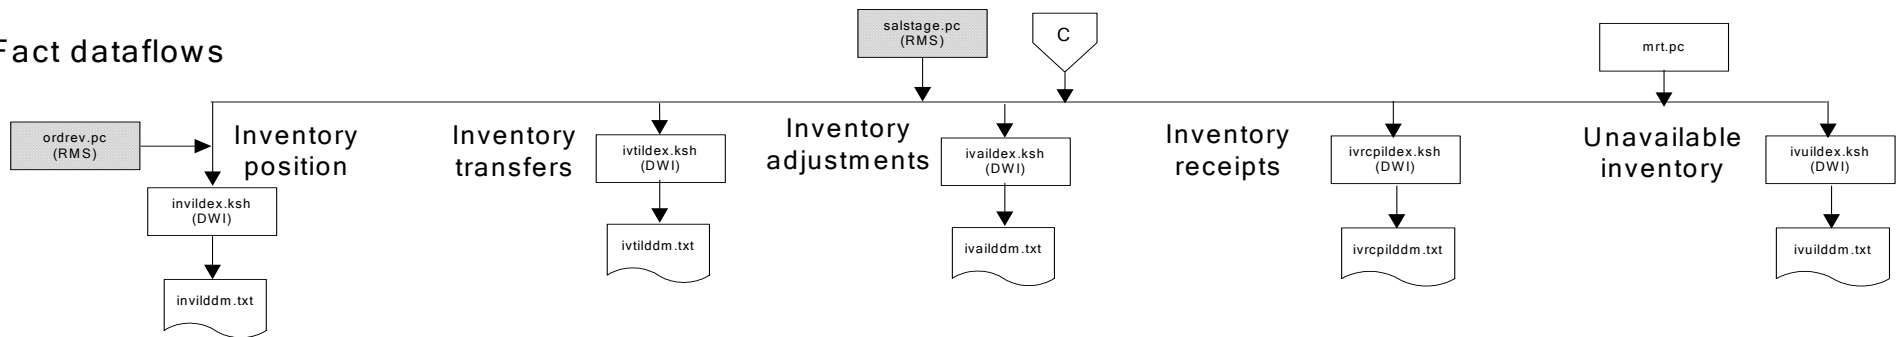 Fact dataflows
salstage.pc
(RMS)
C
mrt.pc
ordrev.pc
(RMS)
Inventory
position
Inventory
transfers
ivtildex.ksh
(DWI)
Inventory
adjustments
ivaildex.ksh
(DWI)
Inventory
receipts
ivrcpildex.ksh
(DWI)
Unavailable
inventory
ivuildex.ksh
(DWI)
invildex.ksh
(DWI)
ivtilddm.txt
ivailddm.txt
ivrcpilddm.txt
ivuilddm.txt
invilddm.txt